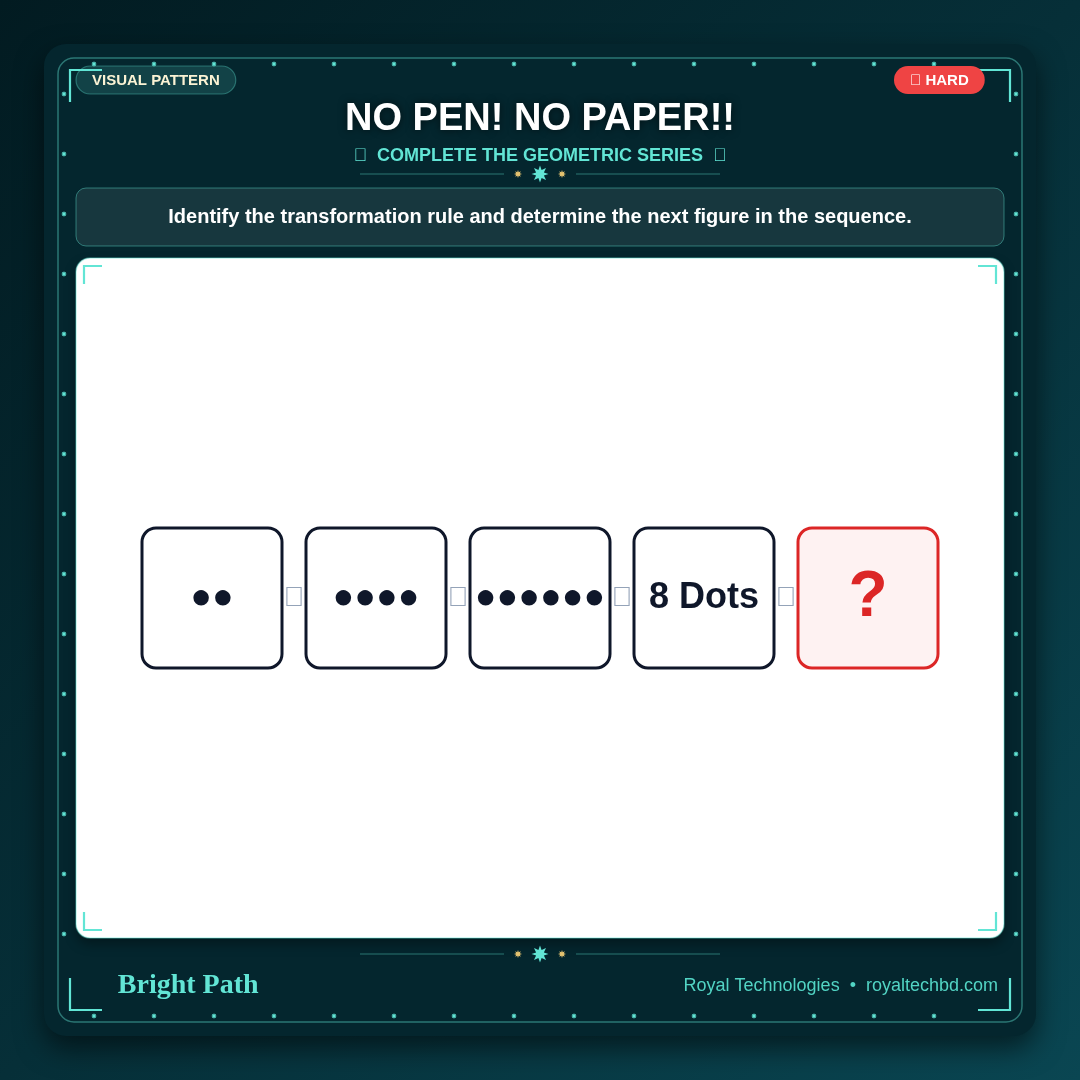 VISUAL PATTERN
HARD
NO PEN! NO PAPER!!
COMPLETE THE GEOMETRIC SERIES
Identify the transformation rule and determine the next figure in the sequence.
●● ●●●● ●●●●●● 8 Dots ?
Bright Path
Royal Technologies • royaltechbd.com